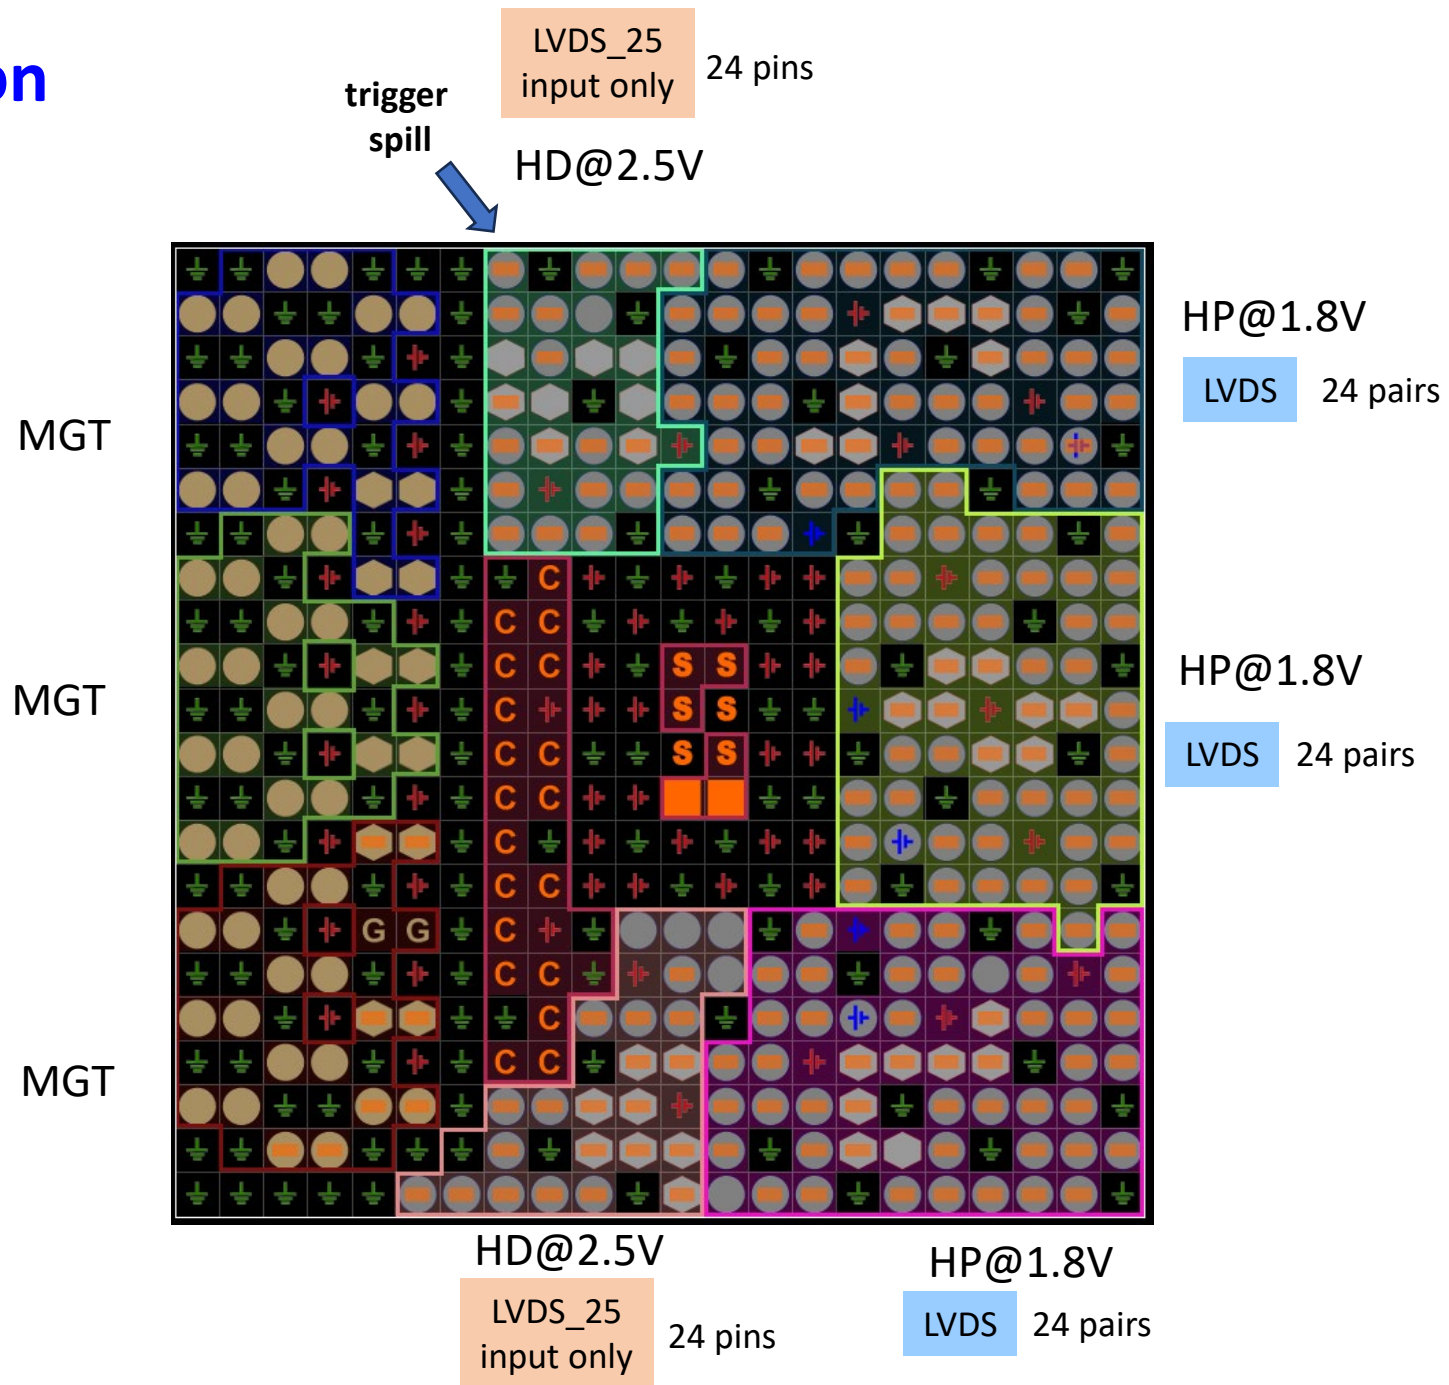 on
LVDS_25
input only
24 pins
trigger
spill
HD@2.5V
HP@1.8V
LVDS
24 pairs
MGT
HP@1.8V
LVDS
24 pairs
MGT
MGT
C
C C
C C
S S
C
S S
C C
S S
C C
C
C C
G G
C
C C
C
C C
HD@2.5V
LVDS_25
input only
24 pins
HP@1.8V
LVDS
24 pairs